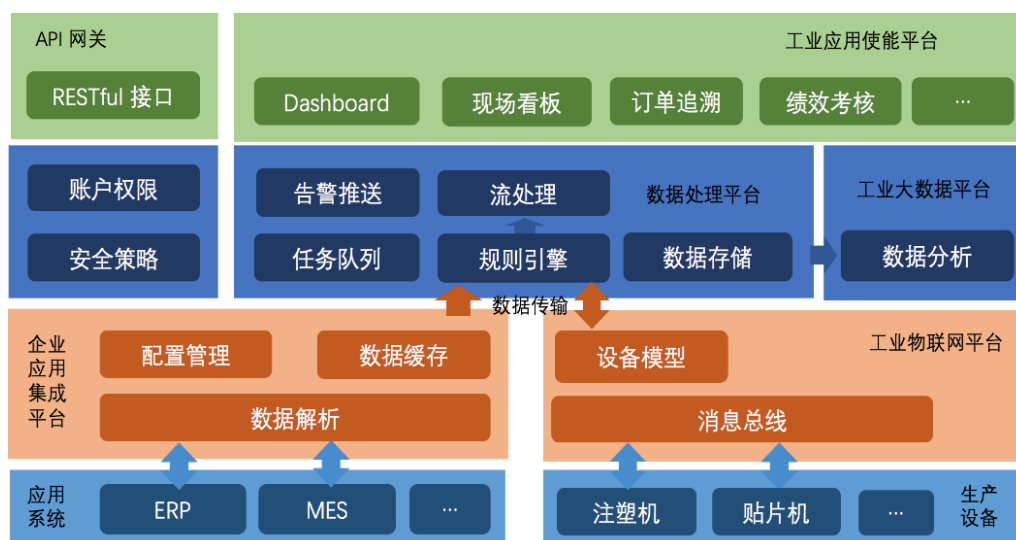 API 网关
RESTful 接口
工业应用使能平台
Dashboard
现场看板
订单追溯
绩效考核
...
账户权限
安全策略
告警推送
流处理
数据处理平台
任务队列
规则引擎
数据存储
工业大数据平台
数据分析
数据传输
企业
应用
集成
平台
配置管理
数据缓存
数据解析
设备模型
工业物联网平台
消息总线
应用
系统
ERP
MES
...
注塑机
贴片机
...
生产
设备